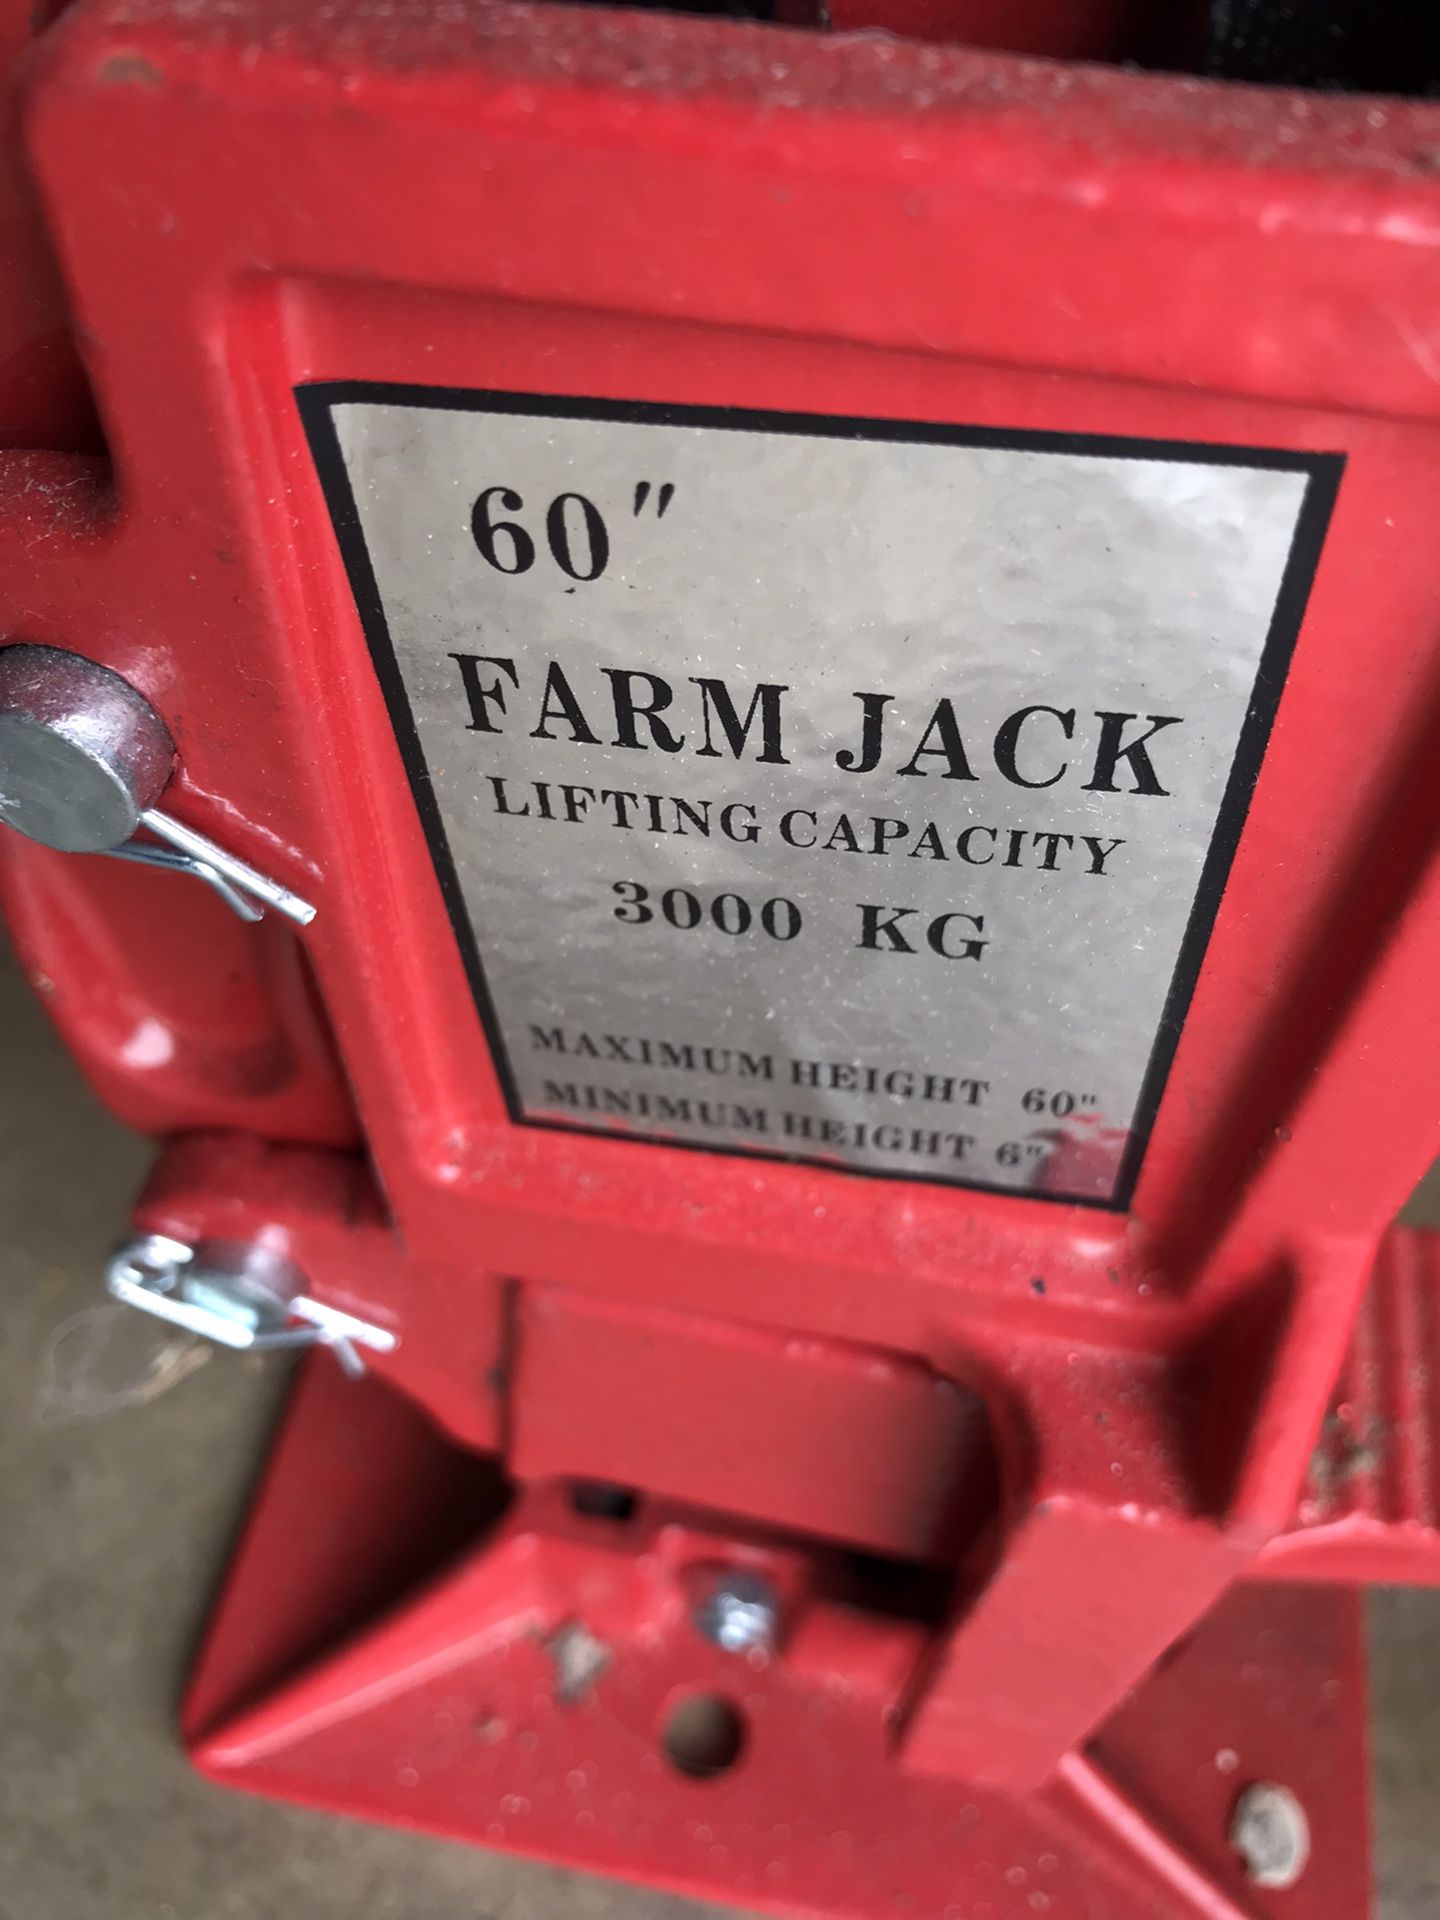 60"
FARM JACK
LIFTING CAPACITY
3000 KG
MAXIMUM HEIGHT 60"
MINIMUM HEIGHT 6"